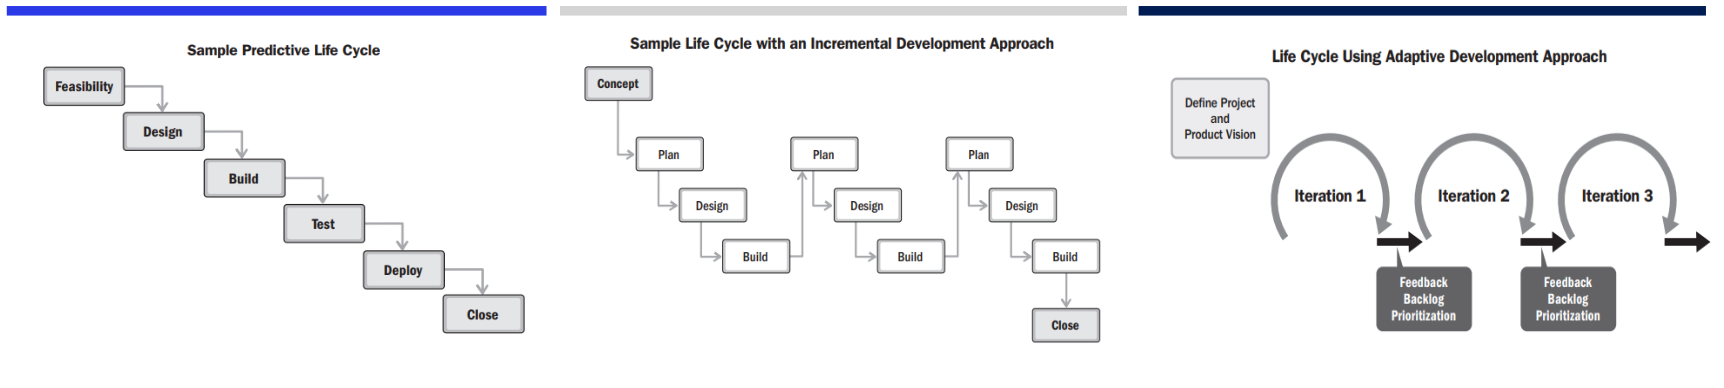 Sample Predictive Life Cycle
Feasibility
Design
Build
Test
Deploy
Close
Sample Life Cycle with an Incremental Development Approach
Concept
Plan
Design
Build
Plan
Design
Build
Plan
Design
Build
Close
Life Cycle Using Adaptive Development Approach
Define Project
and
Product Vision
Iteration 1
Iteration 2
Iteration 3
Feedback
Backlog
Prioritization
Feedback
Backlog
Prioritization